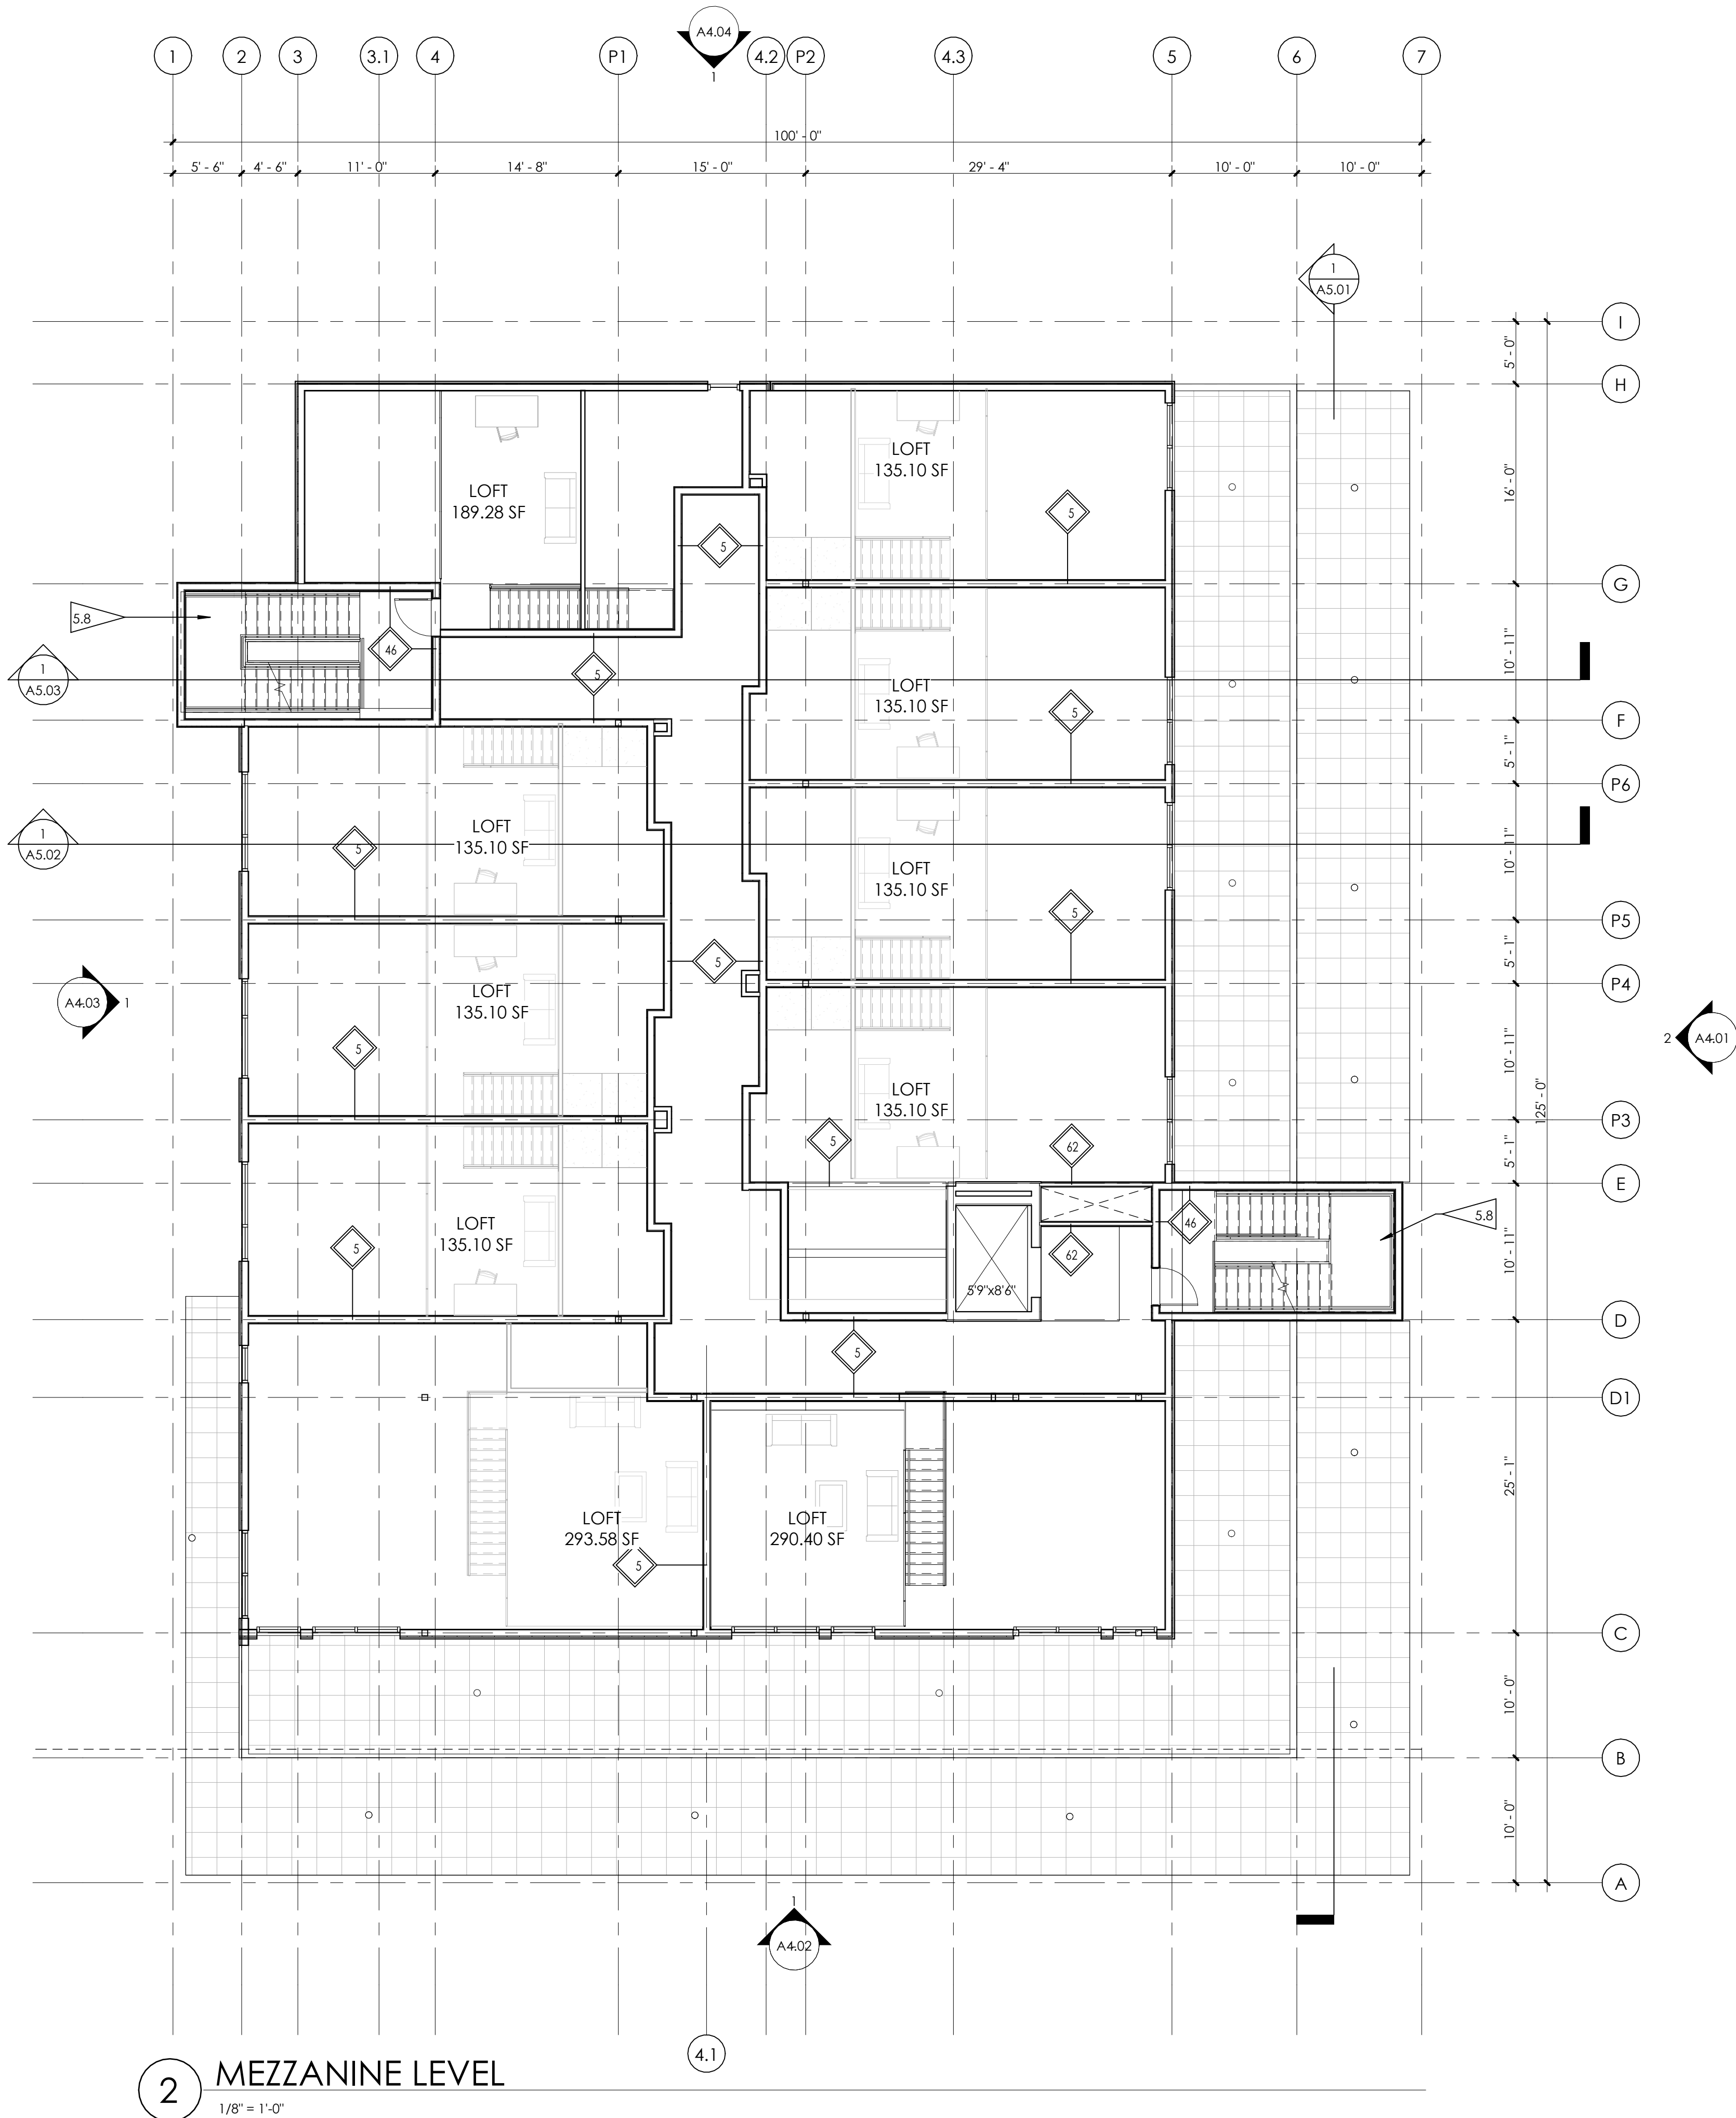 A4.04
1
1
2
3
3.1
4
P1
4.2
P2
4.3
5
6
7
100' - 0"
5' - 6"
4' - 6"
11' - 0"
14' - 8"
15' - 0"
29' - 4"
10' - 0"
10' - 0"
1
A5.01
I
5' - 0"
H
LOFT
135.10 SF
LOFT
189.28 SF
16' - 0"
5
5
G
5.8
10' - 11"
46
1
A5.03
5
LOFT
135.10 SF
5
F
5' - 1"
P6
1
A5.02
LOFT
135.10 SF
5
10' - 11"
LOFT
135.10 SF
5
P5
5' - 1"
5
P4
LOFT
135.10 SF
A4.03
1
5
2
A4.01
10' - 11"
125' - 0"
LOFT
135.10 SF
5
62
P3
5' - 1"
E
5.8
46
LOFT
135.10 SF
5
62
10' - 11"
5'9"x8'6"
D
5
D1
25' - 1"
LOFT
293.58 SF
LOFT
290.40 SF
5
C
10' - 0"
B
10' - 0"
A
1
A4.02
4.1
2
MEZZANINE LEVEL
1/8" = 1'-0"